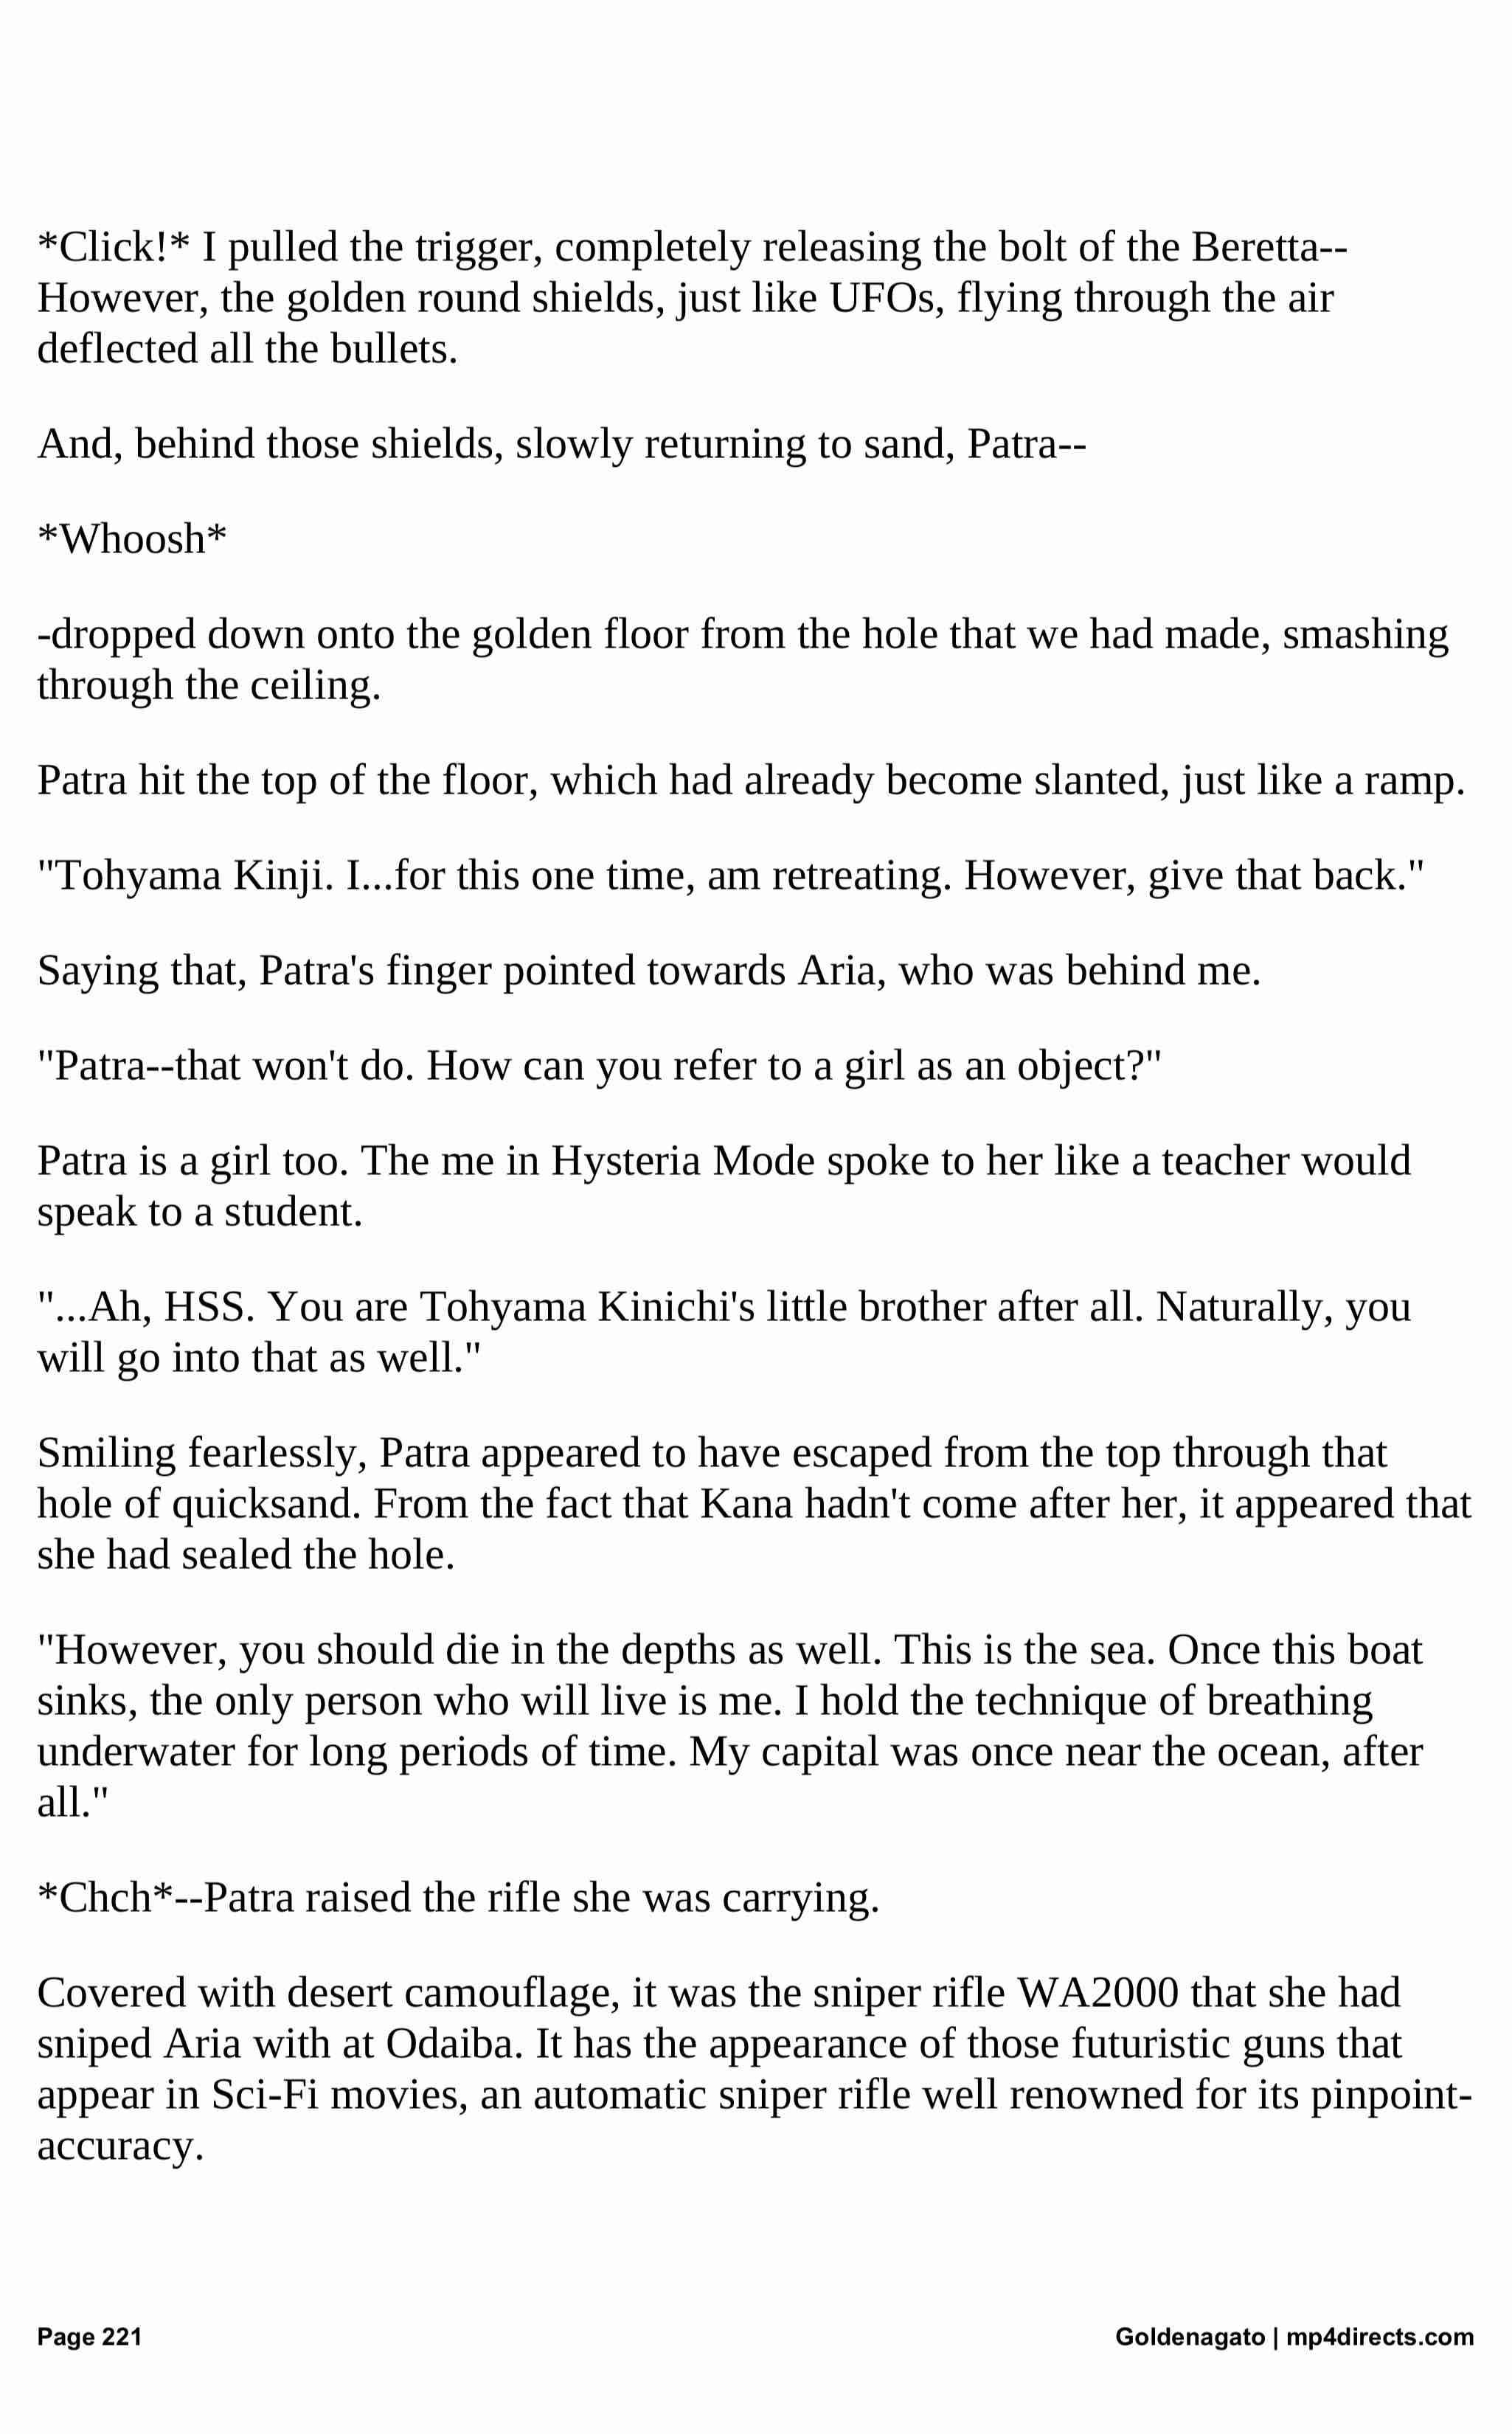 *Click!* I pulled the trigger, completely releasing the bolt of the Beretta--
However, the golden round shields, just like UFOs, flying through the air
deflected all the bullets.
And, behind those shields, slowly returning to sand, Patra--
*Whoosh*
-dropped down onto the golden floor from the hole that we had made, smashing
through the ceiling.
Patra hit the top of the floor, which had already become slanted, just like a ramp.
"Tohyama Kinji. I...for this one time, am retreating. However, give that back."
Saying that, Patra's finger pointed towards Aria, who was behind me.
"Patra--that won't do. How can you refer to a girl as an object?"
Patra is a girl too. The me in Hysteria Mode spoke to her like a teacher would
speak to a student.
"...Ah, HSS. You are Tohyama Kinichi's little brother after all. Naturally, you
will go into that as well."
Smiling fearlessly, Patra appeared to have escaped from the top through that
hole of quicksand. From the fact that Kana hadn't come after her, it appeared that
she had sealed the hole.
"However, you should die in the depths as well. This is the sea. Once this boat
sinks, the only person who will live is me. I hold the technique of breathing
underwater for long periods of time. My capital was once near the ocean, after
all."
*Chch*--Patra raised the rifle she was carrying.
Covered with desert camouflage, it was the sniper rifle WA2000 that she had
sniped Aria with at Odaiba. It has the appearance of those futuristic guns that
appear in Sci-Fi movies, an automatic sniper rifle well renowned for its pinpoint-
accuracy.
Page 221
Goldenagato | mp4directs.com